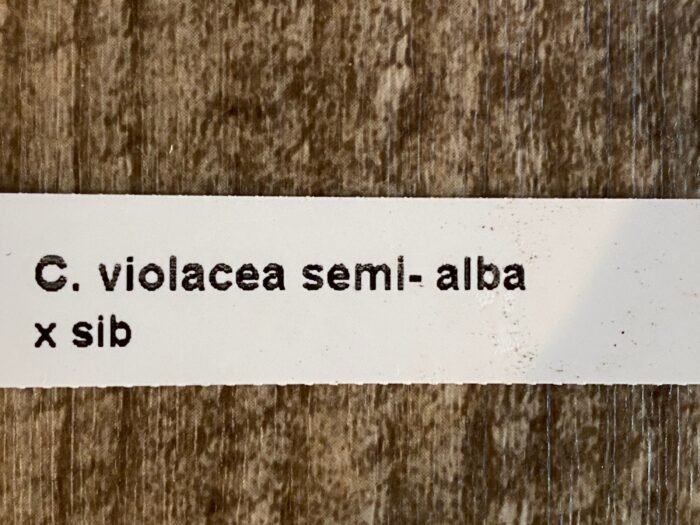 C. violacea semi- alba
x sib